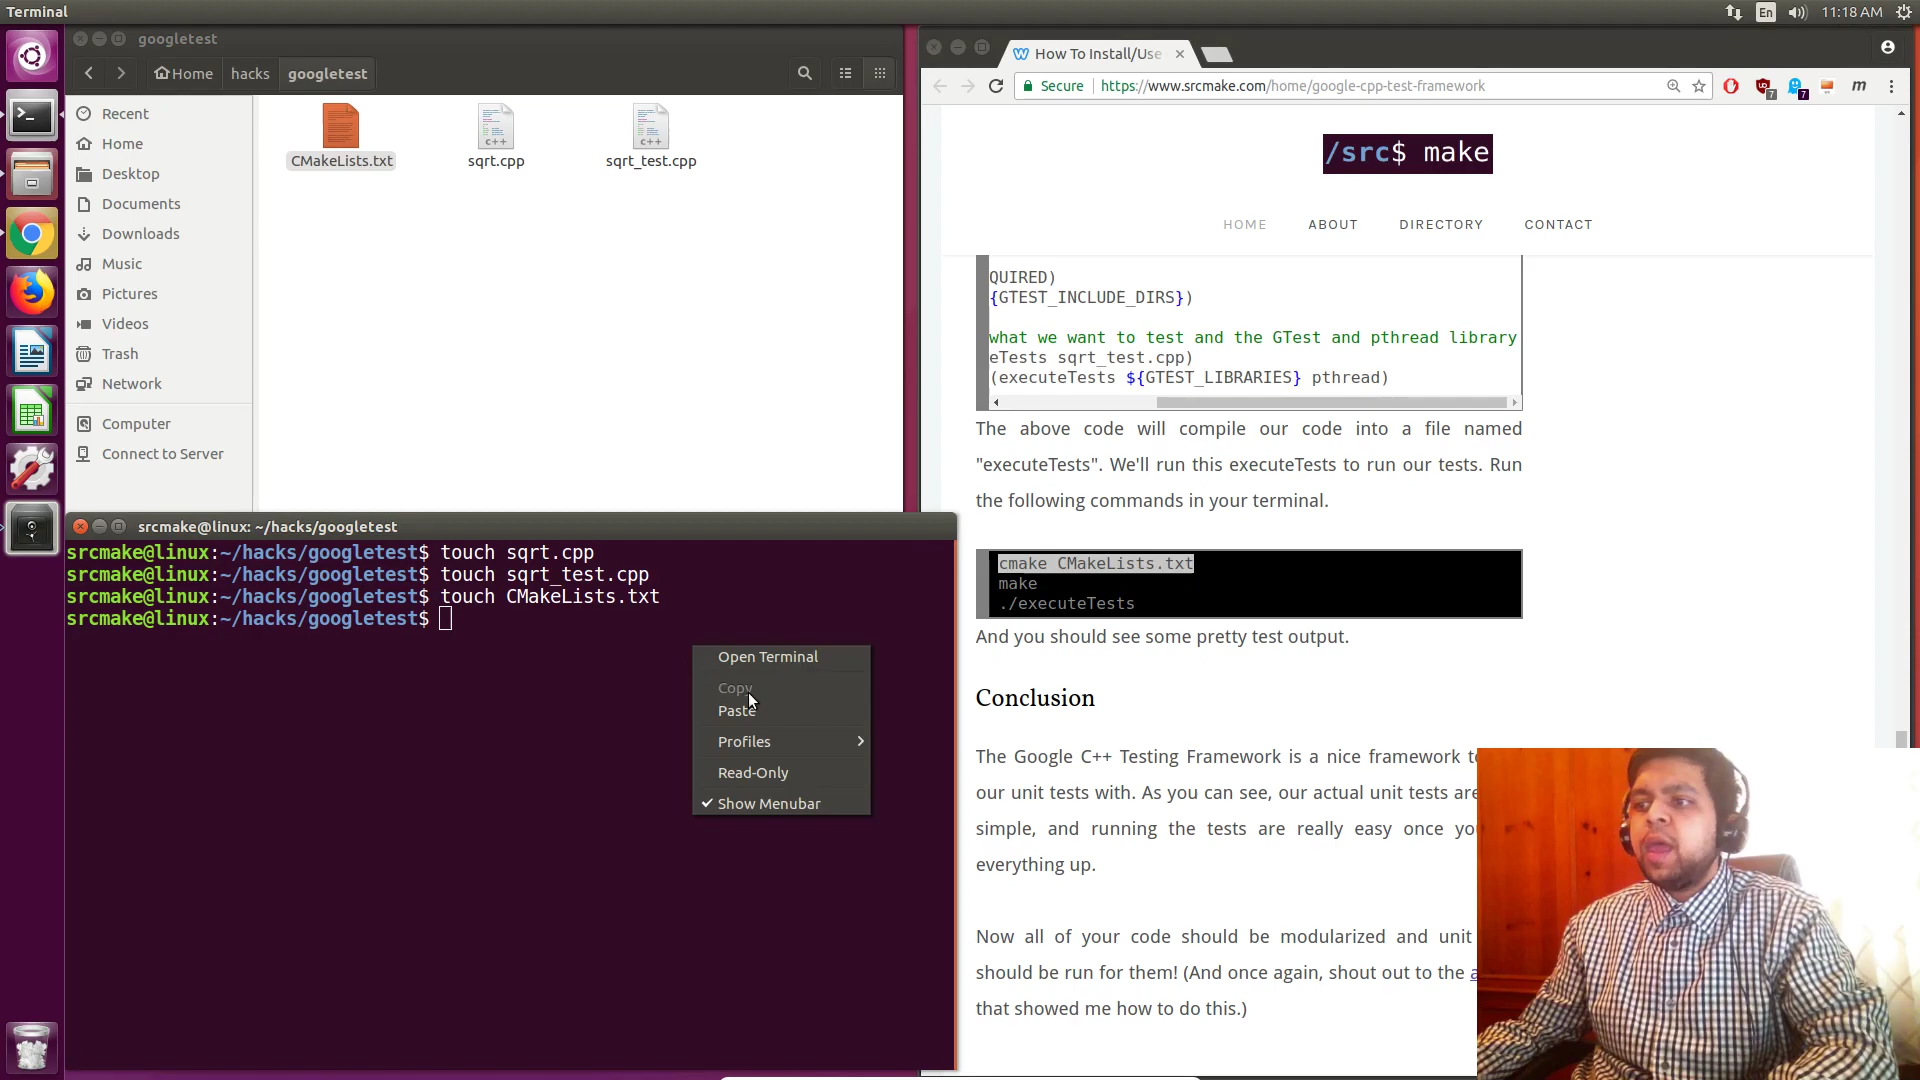 Terminal
En
11:18 AM
googletest
Home
hacks
googletest
Recent
Home
Desktop
Documents
Downloads
Music
Pictures
Videos
Trash
Network
Computer
Connect to Server
CMakeLists.txt
C++
sqrt.cpp
C++
sqrt_test.cpp
srcmake@linux: ~/hacks/googletest
srcmake@linux:~/hacks/googletest$ touch sqrt.cpp
srcmake@linux:~/hacks/googletest$ touch sqrt_test.cpp
srcmake@linux:~/hacks/googletest$ touch CMakeLists.txt
srcmake@linux:~/hacks/googletest$
Open Terminal
Copy
Paste
Profiles
Read-Only
Show Menubar
How To Install/Use
Secure
https://www.srcmake.com/home/google-cpp-test-framework
7
7
m
/src$ make
HOME
ABOUT
DIRECTORY
CONTACT
QUIRED)
{GTEST_INCLUDE_DIRS})
what we want to test and the GTest and pthread library
eTests sqrt_test.cpp)
(executeTests ${GTEST_LIBRARIES} pthread)
The above code will compile our code into a file named
"executeTests". We'll run this executeTests to run our tests. Run
the following commands in your terminal.
cmake CMakeLists.txt
make
./executeTests
And you should see some pretty test output.
Conclusion
The Google C++ Testing Framework is a nice framework
our unit tests with. As you can see, our actual unit tests are
simple, and running the tests are really easy once
everything up.
Now all of your code should be modularized and unit
should be run for them! (And once again, shout out to the
that showed me how to do this.)